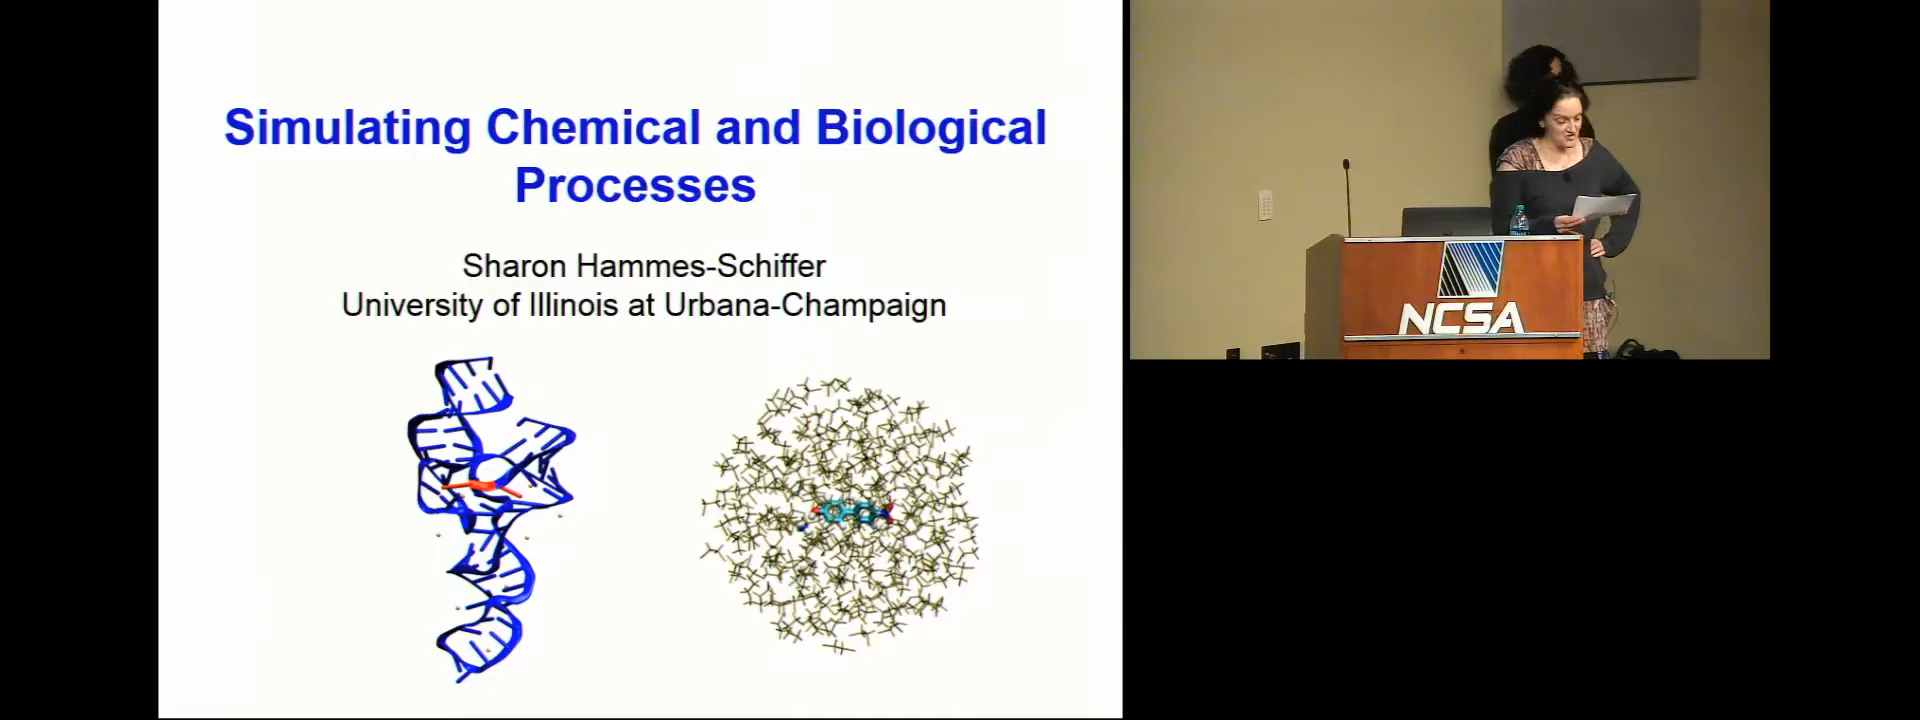 Simulating Chemical and Biological
Processes
Sharon Hammes-Schiffer
University of Illinois at Urbana-Champaign
NCSA